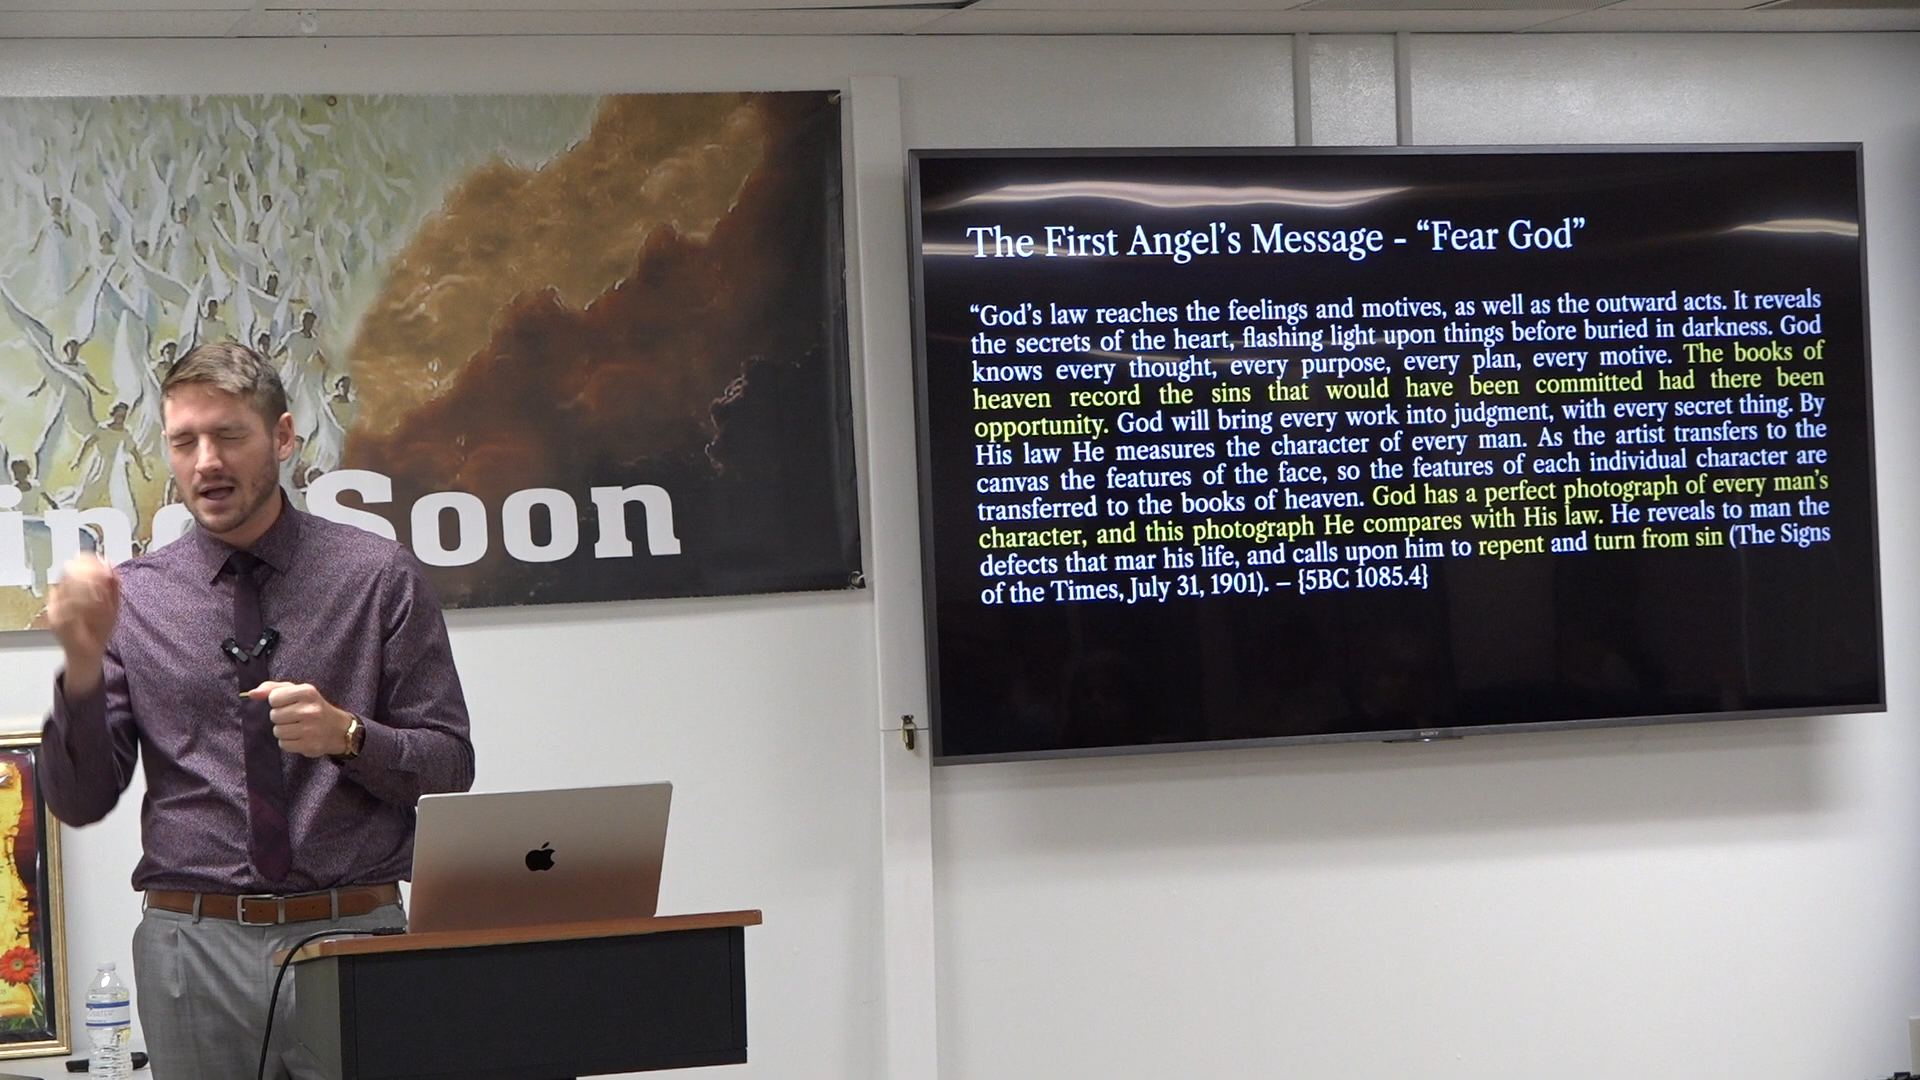 ing Soon
The First Angel's Message - “Fear God”
“God's law reaches the feelings and motives, as well as the outward acts. It reveals
the secrets of the heart, flashing light upon things before buried in darkness. God
knows every thought, every purpose, every plan, every motive. The books of
heaven record the sins that would have been committed had there been
opportunity. God will bring every work into judgment, with every secret thing. By
His law He measures the character of every man. As the artist transfers to the
canvas the features of the face, so the features of each individual character are
transferred to the books of heaven. God has a perfect photograph of every man's
character, and this photograph He compares with His law. He reveals to man the
defects that mar his life, and calls upon him to repent and turn from sin (The Signs
of the Times, July 31, 1901). – {5BC 1085.4}
SONY